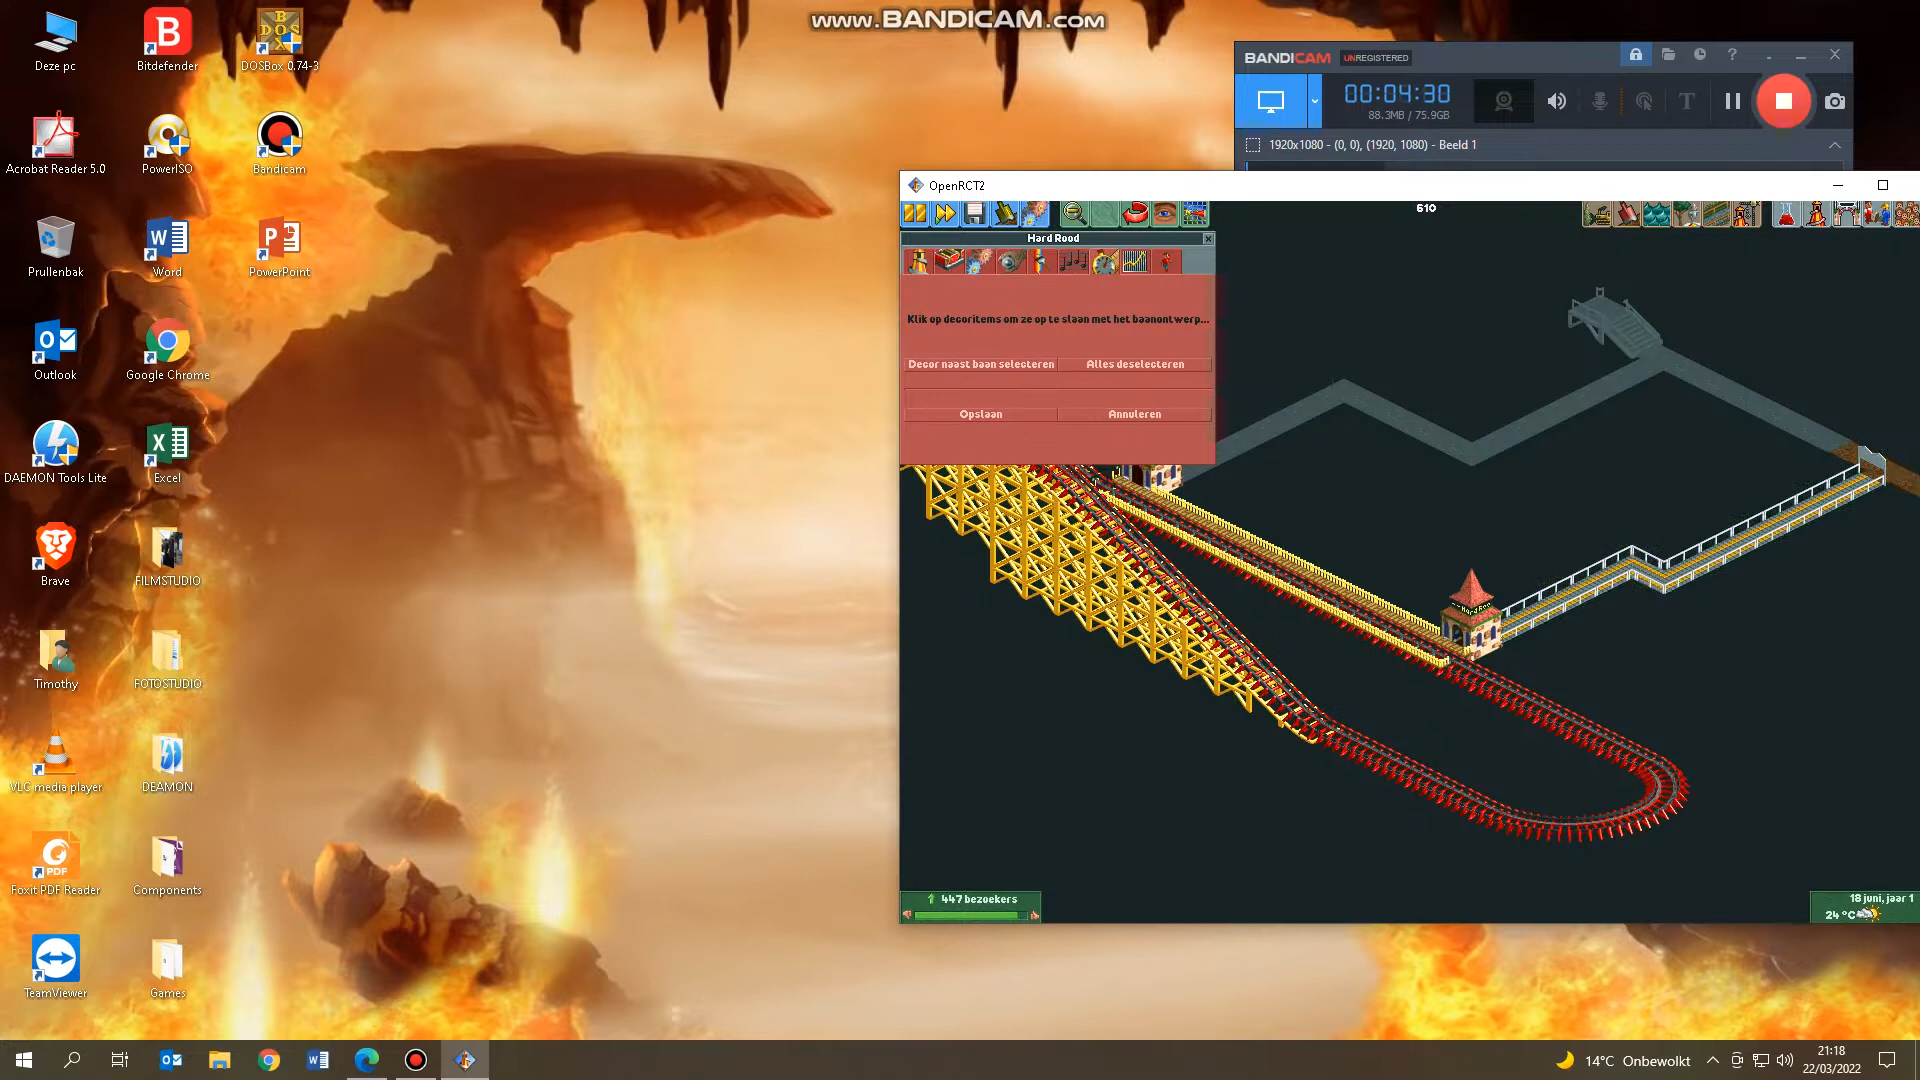 www.BANDICAM.com
Deze pc
Bitdefender
DOSBox 0.74-3
Acrobat Reader 5.0
PowerISO
Bandicam
Prullenbak
Word
PowerPoint
Outlook
Google Chrome
DAEMON Tools Lite
Excel
Brave
FILMSTUDIO
Timothy
FOTOSTUDIO
VLC media player
DEAMON
Foxit PDF Reader
Components
TeamViewer
Games
BANDICAM UNREGISTERED
00:04:30
88.3MB / 75.9GB
1920x1080 - (0, 0), (1920, 1080) - Beeld 1
OpenRCT2
610
Hard Rood
Klik op decoritems om ze op te slaan met het baanontwerp...
Decor naast baan selecteren
Alles deselecteren
Opslaan
Annuleren
447 bezoekers
18 juni, jaar 1
24 °C
14°C Onbewolkt
21:18
22/03/2022